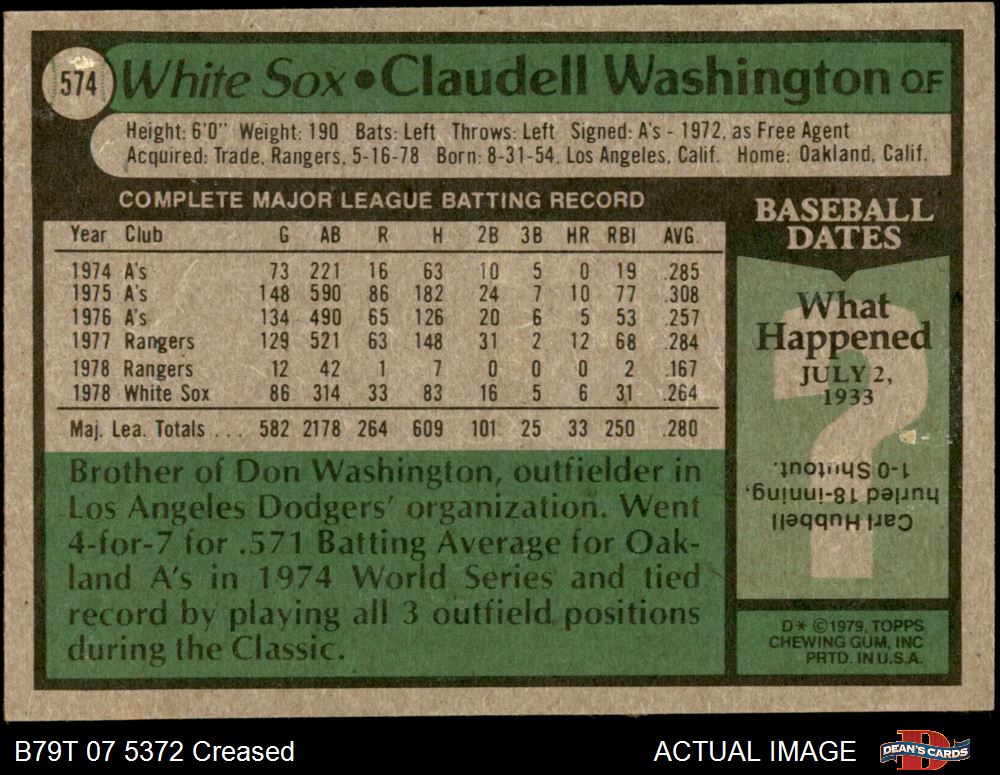 574 White Sox • Claudell Washington OF
Height: 6'0" Weight: 190 Bats: Left Throws: Left Signed: A's - 1972, as Free Agent
Acquired: Trade, Rangers, 5-16-78 Born: 8-31-54, Los Angeles, Calif. Home: Oakland, Calif.
COMPLETE MAJOR LEAGUE BATTING RECORD
Year Club G AB R H 2B 3B HR RBI AVG.
1974 A's 73 221 16 63 10 5 0 19 .285
1975 A's 148 590 86 182 24 7 10 77 .308
1976 A's 134 490 65 126 20 6 5 53 .257
1977 Rangers 129 521 63 148 31 2 12 68 .284
1978 Rangers 12 42 1 7 0 0 0 2 .167
1978 White Sox 86 314 33 83 16 5 6 31 .264
Maj. Lea. Totals ... 582 2178 264 609 101 25 33 250 .280
Brother of Don Washington, outfielder in
Los Angeles Dodgers' organization. Went
4-for-7 for .571 Batting Average for Oak-
land A's in 1974 World Series and tied
record by playing all 3 outfield positions
during the Classic.
BASEBALL
DATES
What
Happened
JULY 2,
1933
Carl Hubbell
hurled 18-inning,
1-0 Shutout.
D* ©1979, TOPPS
CHEWING GUM, INC
PRTD. IN U.S.A.
B79T 07 5372 Creased
ACTUAL IMAGE
D
DEAN'S CARDS